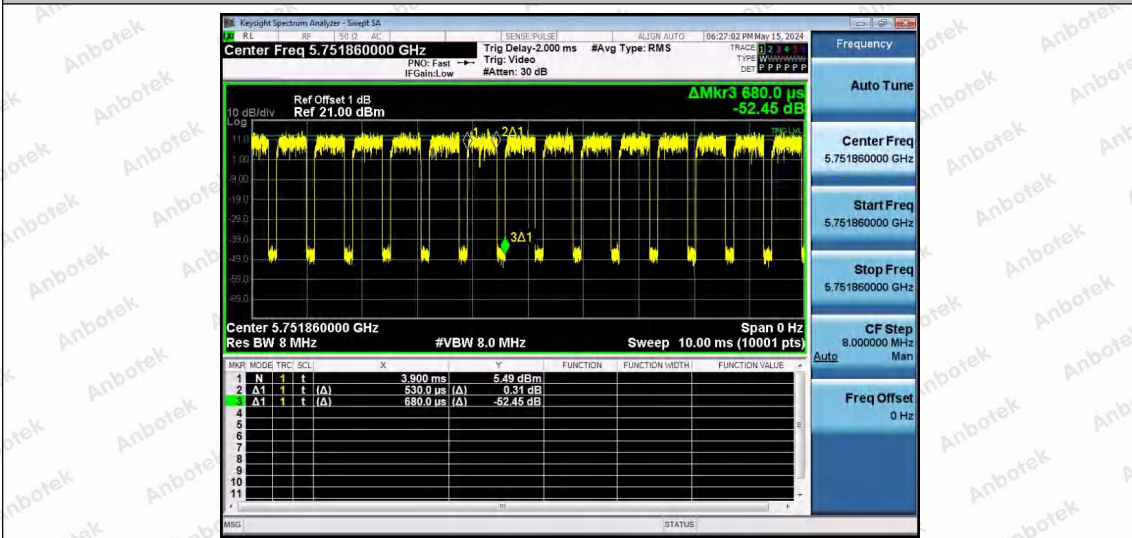 Keysight Spectrum Analyzer - Swept SA
RL RF 50 Ω AC SENSE:PULSE ALIGN AUTO 06:27:02 PM May 15, 2024
Center Freq 5.751860000 GHz
PNO: Fast
IFGain:Low
Trig Delay-2.000 ms
Trig: Video
#Atten: 30 dB
#Avg Type: RMS
TRACE 1 2 3 4 5 6
TYPE WWWWWW
DET P P P P P P
ΔMkr3 680.0 µs
-52.45 dB
10 dB/div
Log
Ref Offset 1 dB
Ref 21.00 dBm
11.0
1.00
-9.00
-19.0
-29.0
-39.0
-49.0
-59.0
-69.0
1
2Δ1
3Δ1
TRIG LVL
Center 5.751860000 GHz
Span 0 Hz
Res BW 8 MHz
#VBW 8.0 MHz
Sweep 10.00 ms (10001 pts)
MKR MODE TRC SCL X Y FUNCTION FUNCTION WIDTH FUNCTION VALUE
1 N 1 t 3.900 ms 5.49 dBm
2 Δ1 1 t (Δ) 530.0 µs (Δ) 0.31 dB
3 Δ1 1 t (Δ) 680.0 µs (Δ) -52.45 dB
4
5
6
7
8
9
10
11
MSG
STATUS
Frequency
Auto Tune
Center Freq
5.751860000 GHz
Start Freq
5.751860000 GHz
Stop Freq
5.751860000 GHz
CF Step
8.000000 MHz
Auto Man
Freq Offset
0 Hz
Anbotek